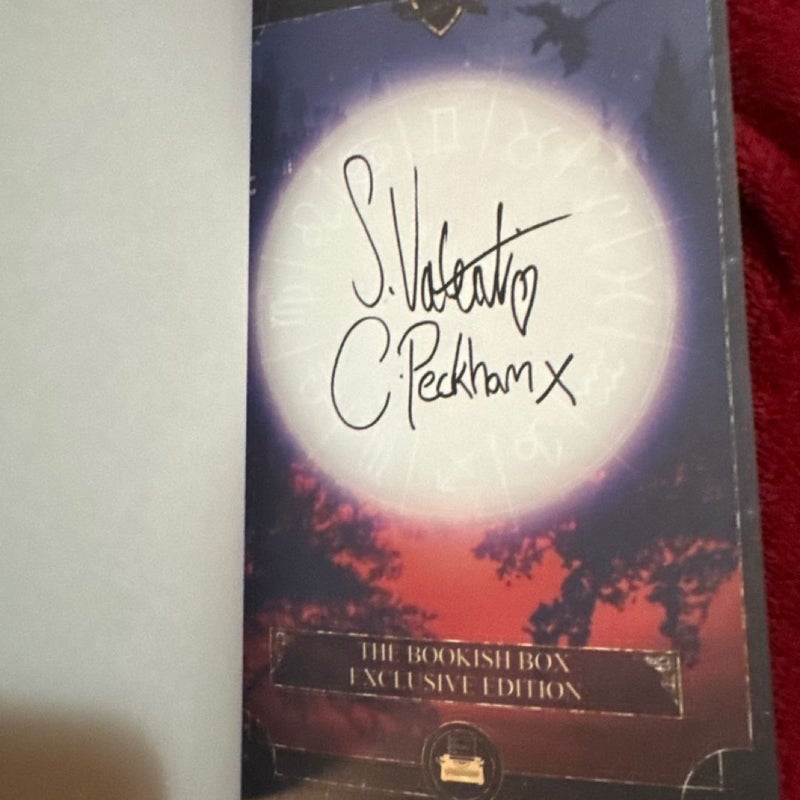 S. Valenti
C. Peckham x
THE BOOKISH BOX
EXCLUSIVE EDITION